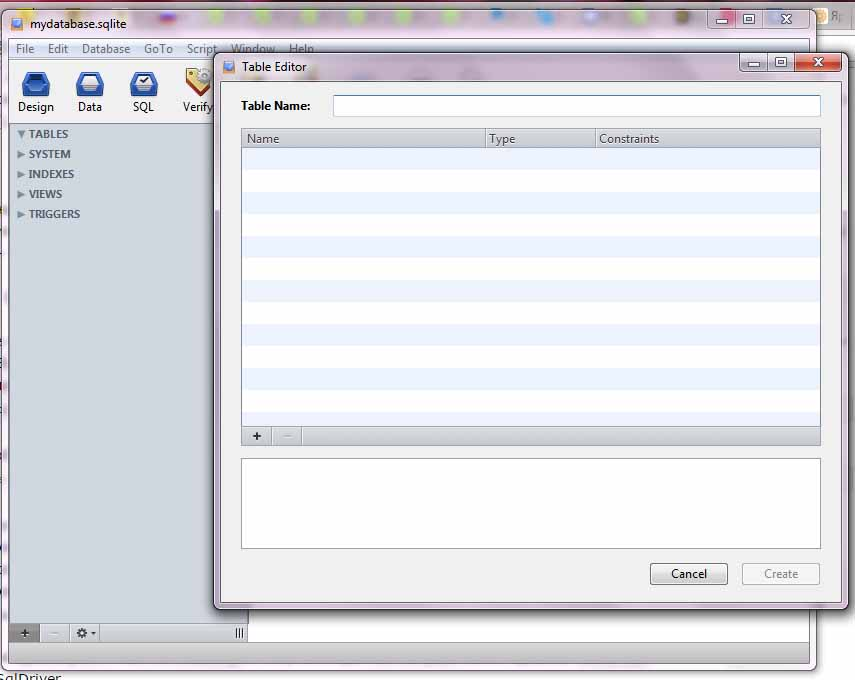 mydatabase.sqlite
File Edit Database GoTo Script Window Help
Table Editor
Design Data SQL Verify
Table Name:
Name Type Constraints
TABLES
SYSTEM
INDEXES
VIEWS
TRIGGERS
Cancel Create
SqlDriver